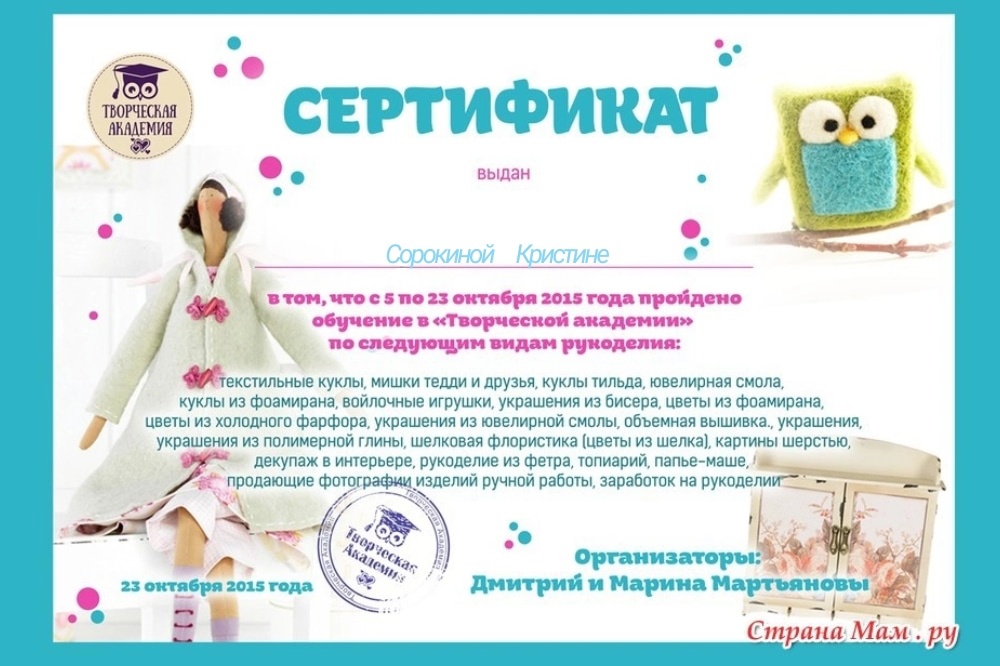 ТВОРЧЕСКАЯ
АКАДЕМИЯ
СЕРТИФИКАТ
выдан
Сорокиной Кристине
в том, что с 5 по 23 октября 2015 года пройдено
обучение в «Творческой академии»
по следующим видам рукоделия:
текстильные куклы, мишки тедди и друзья, куклы тильда, ювелирная смола,
куклы из фоамирана, войлочные игрушки, украшения из бисера, цветы из фоамирана,
цветы из холодного фарфора, украшения из ювелирной смолы, объемная вышивка., украшения,
украшения из полимерной глины, шелковая флористика (цветы из шелка), картины шерстью,
декупаж в интерьере, рукоделие из фетра, топиарий, папье-маше,
продающие фотографии изделий ручной работы, заработок на рукоделии
Творческая Академия
Творческая
Академия
23 октября 2015 года
Организаторы:
Дмитрий и Марина Мартьяновы
Страна Мам . ру